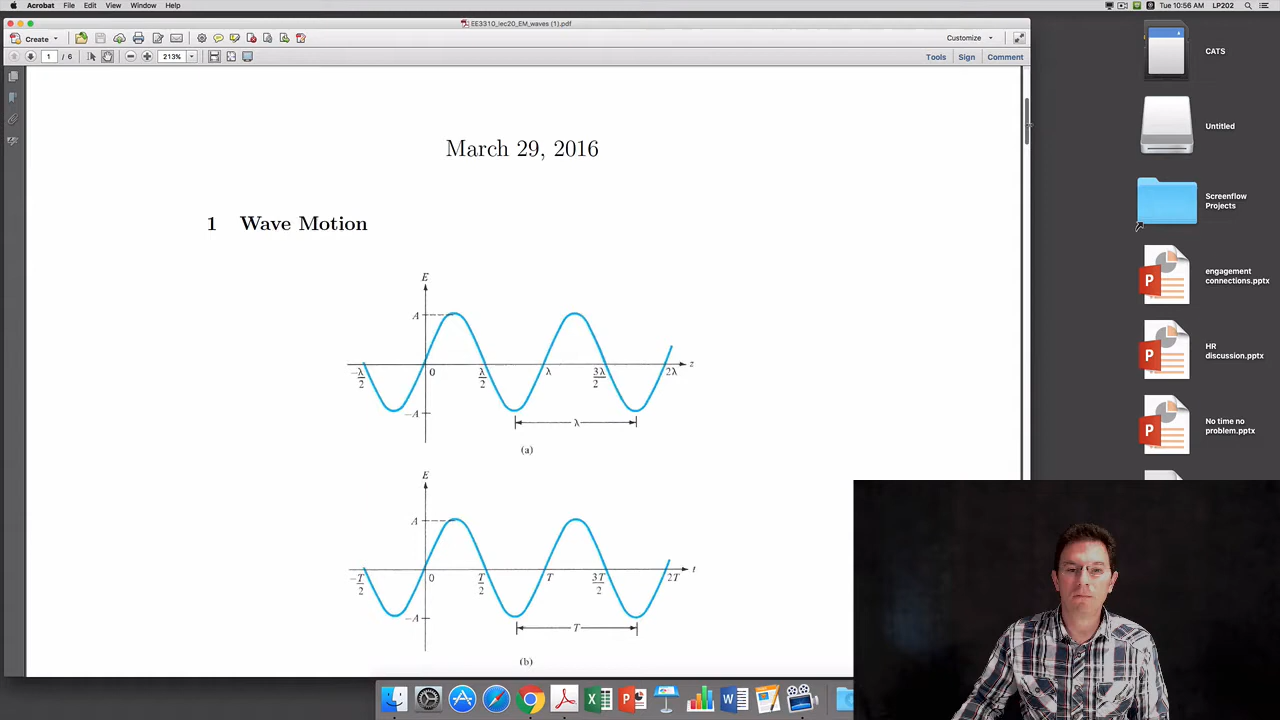 Acrobat File Edit View Window Help
Tue 10:56 AM LP202
EE3310_lec20_EM_waves (1).pdf
Create
Customize
1 / 6
213%
Tools Sign Comment
March 29, 2016
1 Wave Motion
E
A
-λ/2 0 λ/2 λ 3λ/2 2λ z
-A
λ
(a)
E
A
-T/2 0 T/2 T 3T/2 2T t
-A
T
(b)
CATS
Untitled
Screenflow
Projects
P
engagement
connections.pptx
P
HR
discussion.pptx
P
No time no
problem.pptx